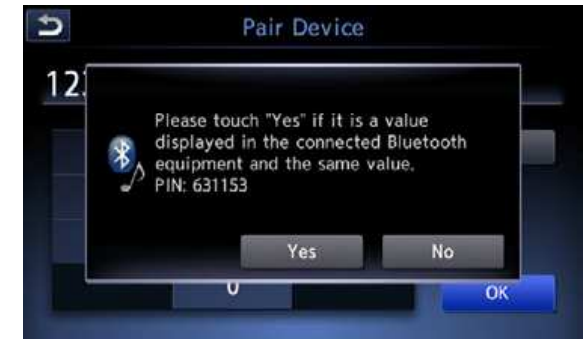 Pair Device
12
Please touch "Yes" if it is a value
displayed in the connected Bluetooth
equipment and the same value.
PIN: 631153
Yes
No
0
OK